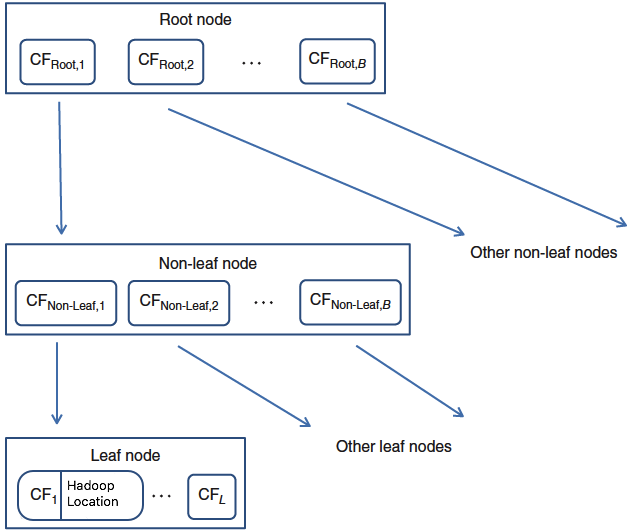 Root node
CFRoot,1 CFRoot,2 ... CFRoot,B
Other non-leaf nodes
Non-leaf node
CFNon-Leaf,1 CFNon-Leaf,2 ... CFNon-Leaf,B
Other leaf nodes
Leaf node
CF1 Hadoop Location ... CFL